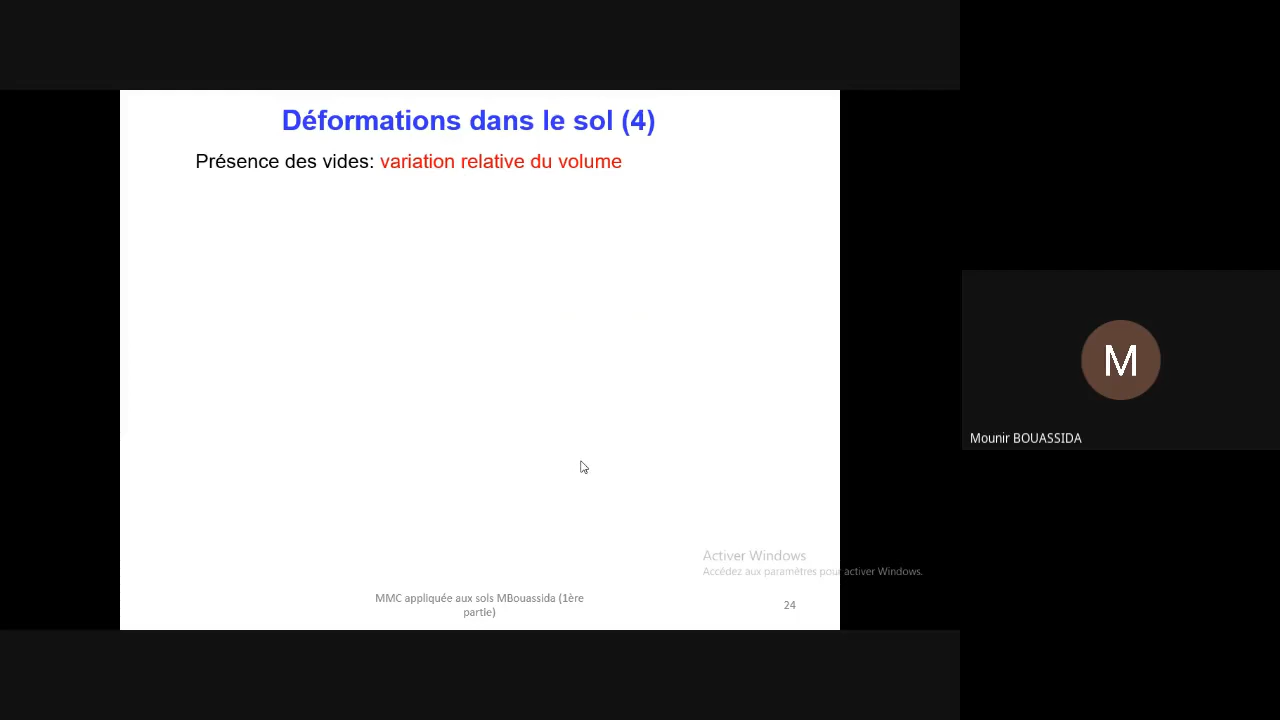 Déformations dans le sol (4)
Présence des vides: variation relative du volume
M
Mounir BOUASSIDA
Activer Windows
Accédez aux paramètres pour activer Windows.
MMC appliquée aux sols MBouassida (1ère
partie)
24